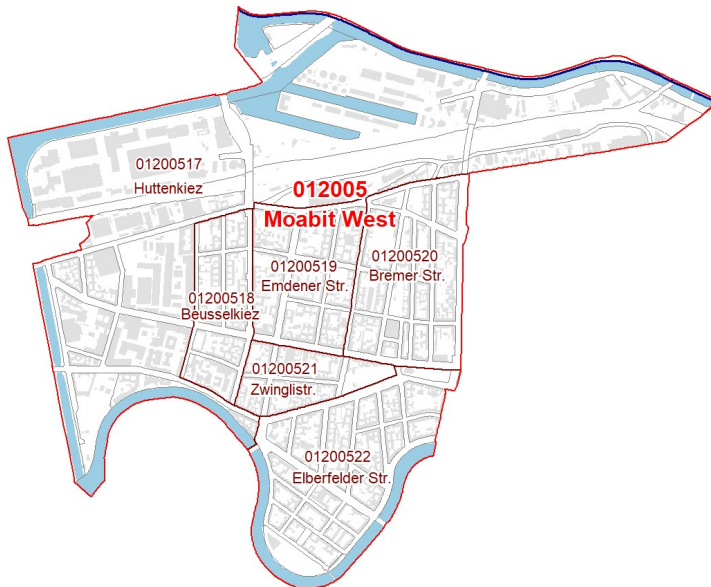 01200517
Huttenkiez
012005
Moabit West
01200519
Emdener Str.
01200520
Bremer Str.
01200518
Beusselkiez
01200521
Zwinglistr.
01200522
Elberfelder Str.